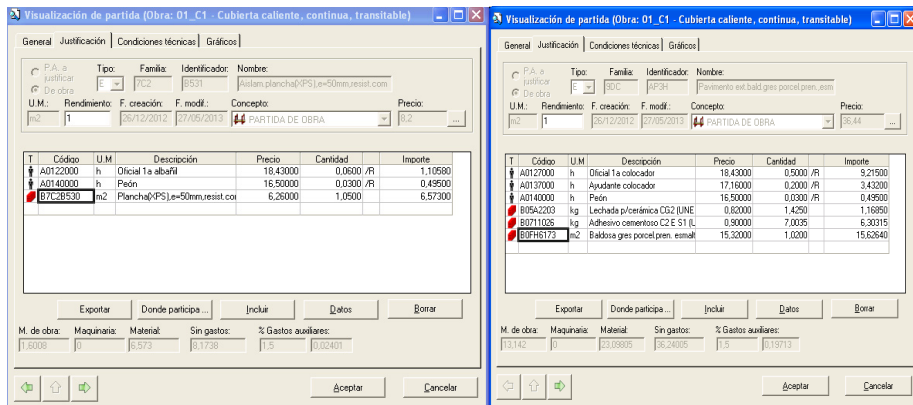 Visualización de partida (Obra: 01_C1 - Cubierta caliente, continua, transitable)
General Justificación Condiciones técnicas Gráficos
P.A. a justificar
De obra
Tipo: Familia: Identificador: Nombre:
E 7C2 B531 Aislam.plancha(XPS),e=50mm,resist.com
U.M.: Rendimiento: F. creación: F. modif.: Concepto: Precio:
m2 1 26/12/2012 27/05/2013 PARTIDA DE OBRA 8,2 ...
T Código U.M Descripción Precio Cantidad Importe
A0122000 h Oficial 1a albañil 18,43000 0,0600 /R 1,10580
A0140000 h Peón 16,50000 0,0300 /R 0,49500
B7C2B530 m2 Plancha(XPS),e=50mm,resist.cor 6,26000 1,0500 6,57300
Exportar Donde participa ... Incluir Datos Borrar
M. de obra: Maquinaria: Material: Sin gastos: % Gastos auxiliares:
1,6008 0 6,573 8,1738 1,5 0,02401
Aceptar Cancelar
Visualización de partida (Obra: 01_C1 - Cubierta caliente, continua, transitable)
General Justificación Condiciones técnicas Gráficos
P.A. a justificar
De obra
Tipo: Familia: Identificador: Nombre:
E 9DC AP3H Pavimento ext.bald.gres porcel.pren.,esm
U.M.: Rendimiento: F. creación: F. modif.: Concepto: Precio:
m2 1 26/12/2012 27/05/2013 PARTIDA DE OBRA 36,44 ...
T Código U.M Descripción Precio Cantidad Importe
A0127000 h Oficial 1a colocador 18,43000 0,5000 /R 9,21500
A0137000 h Ayudante colocador 17,16000 0,2000 /R 3,43200
A0140000 h Peón 16,50000 0,0300 /R 0,49500
B05A2203 kg Lechada p/cerámica CG2 (UNE 0,82000 1,4250 1,16850
B0711026 kg Adhesivo cementoso C2 E S1 (U 0,90000 7,0035 6,30315
B0FH6173 m2 Baldosa gres porcel.pren. esmalt 15,32000 1,0200 15,62640
Exportar Donde participa ... Incluir Datos Borrar
M. de obra: Maquinaria: Material: Sin gastos: % Gastos auxiliares:
13,142 0 23,09805 36,24005 1,5 0,19713
Aceptar Cancelar